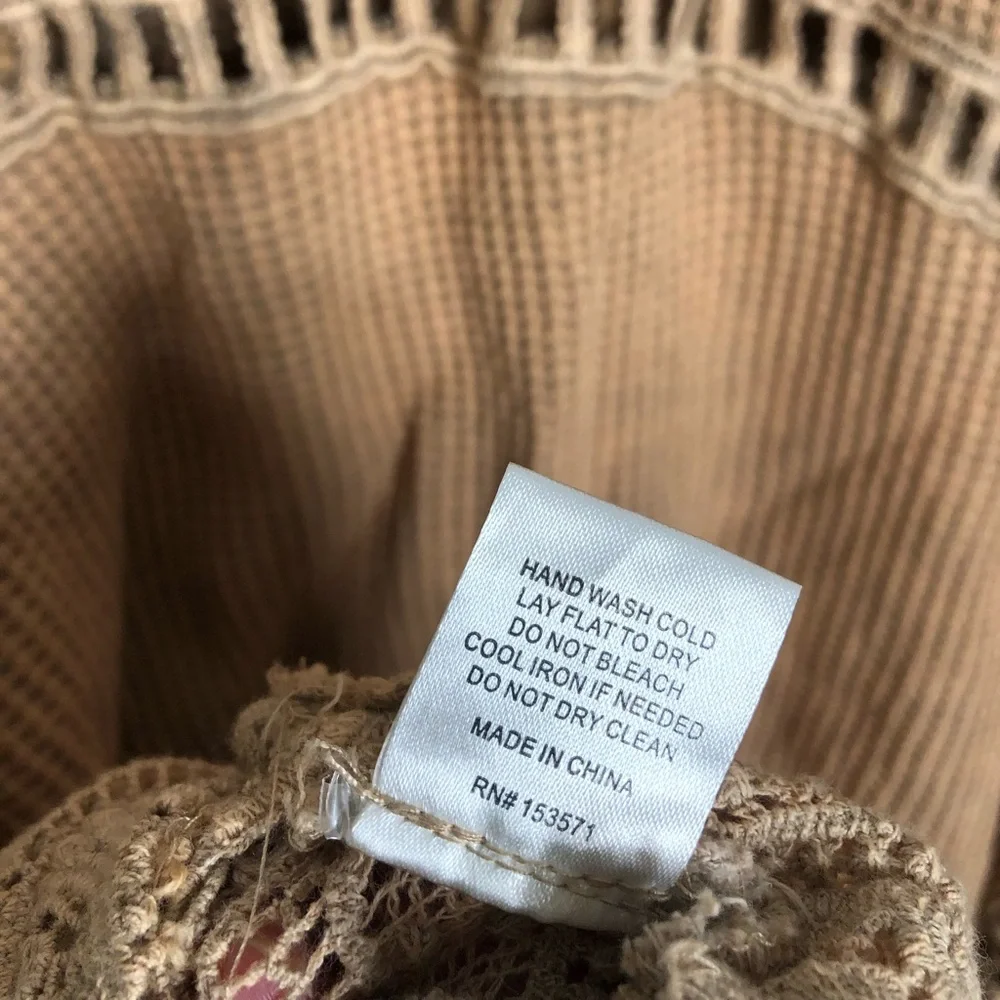 HAND WASH COLD
LAY FLAT TO DRY
DO NOT BLEACH
COOL IRON IF NEEDED
DO NOT DRY CLEAN
MADE IN CHINA
RN# 153571